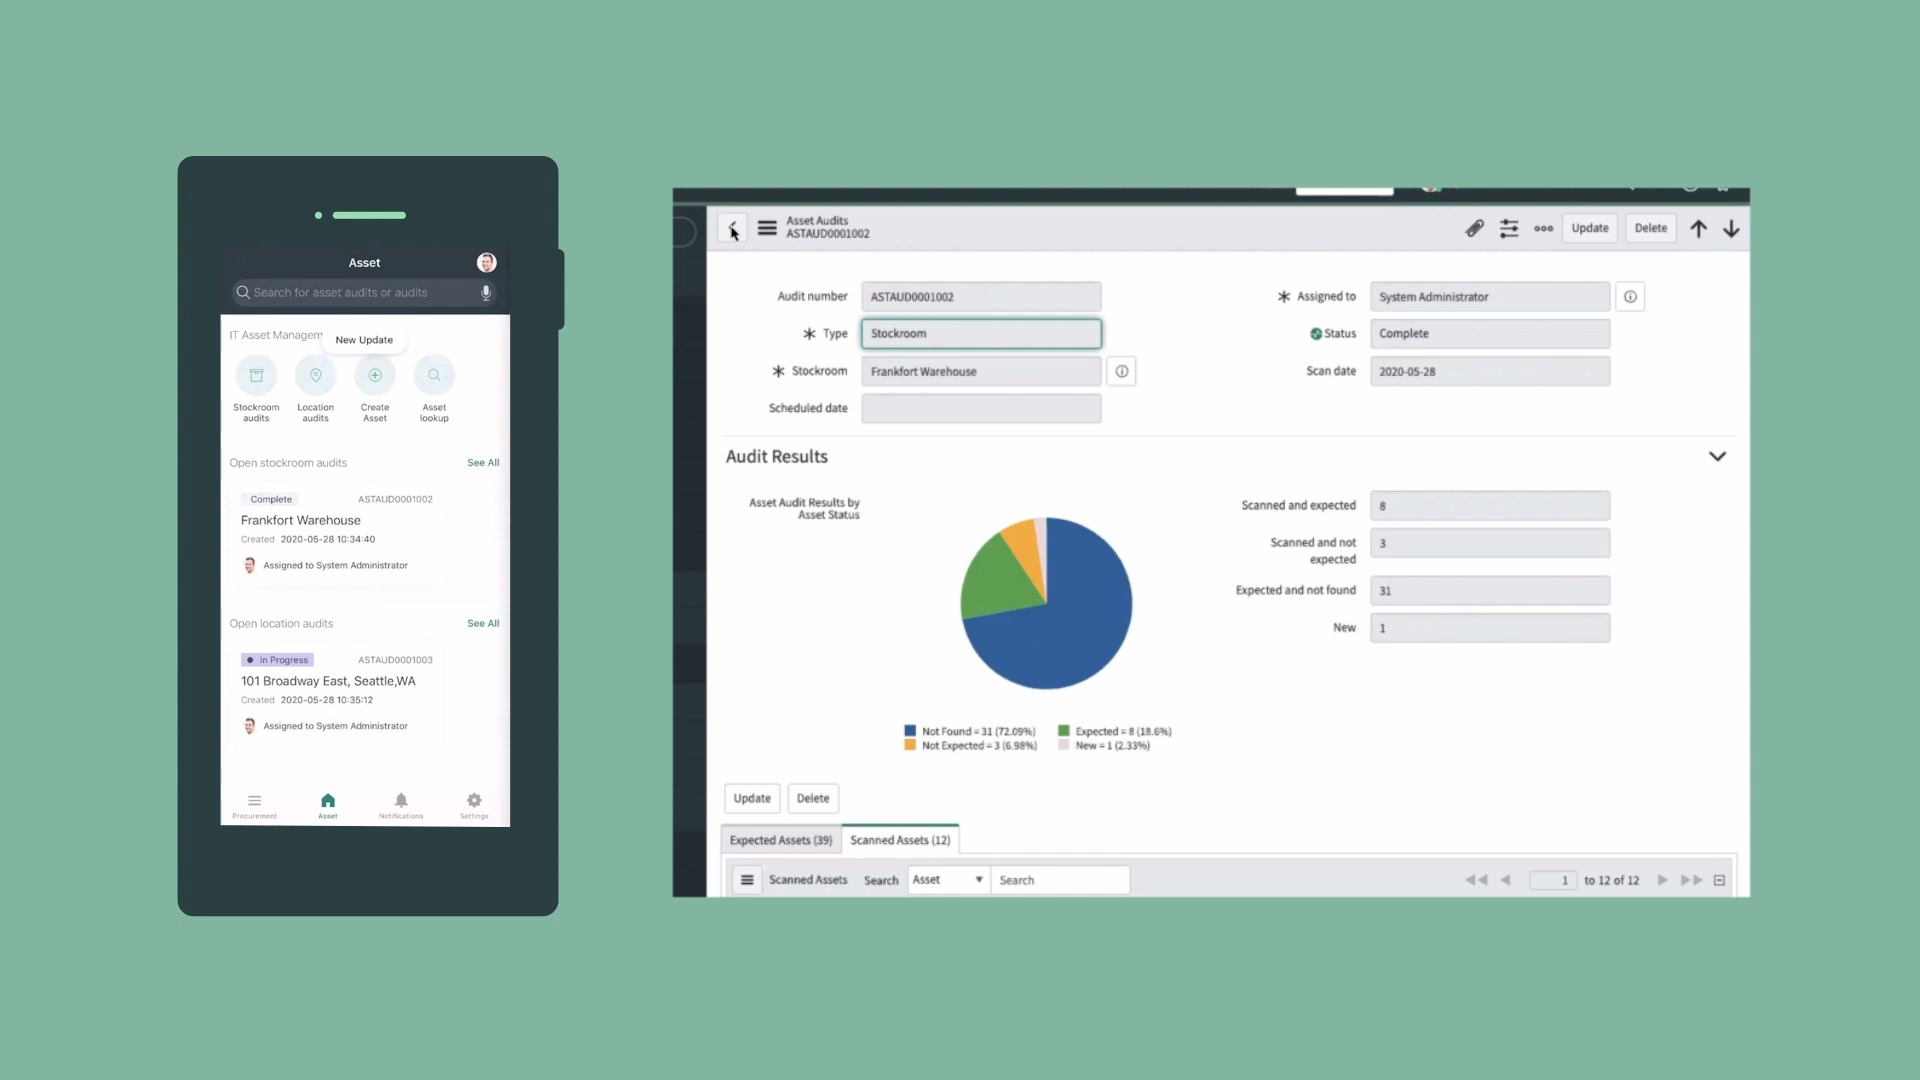 Asset
Search for asset audits or audits
IT Asset Managem
New Update
Stockroom audits
Location audits
Create Asset
Asset lookup
Open stockroom audits See All
Complete ASTAUD0001002
Frankfort Warehouse
Created 2020-05-28 10:34:40
Assigned to System Administrator
Open location audits See All
In Progress ASTAUD0001003
101 Broadway East, Seattle,WA
Created 2020-05-28 10:35:12
Assigned to System Administrator
Procurement Asset Notifications Settings
Asset Audits
ASTAUD0001002
Update Delete
Audit number ASTAUD0001002
Type Stockroom
Stockroom Frankfort Warehouse
Scheduled date
Assigned to System Administrator
Status Complete
Scan date 2020-05-28
Audit Results
Asset Audit Results by
Asset Status
Not Found = 31 (72.09%) Expected = 8 (18.6%)
Not Expected = 3 (6.98%) New = 1 (2.33%)
Scanned and expected 8
Scanned and not
expected 3
Expected and not found 31
New 1
Update Delete
Expected Assets (39) Scanned Assets (12)
Scanned Assets Search Asset Search 1 to 12 of 12